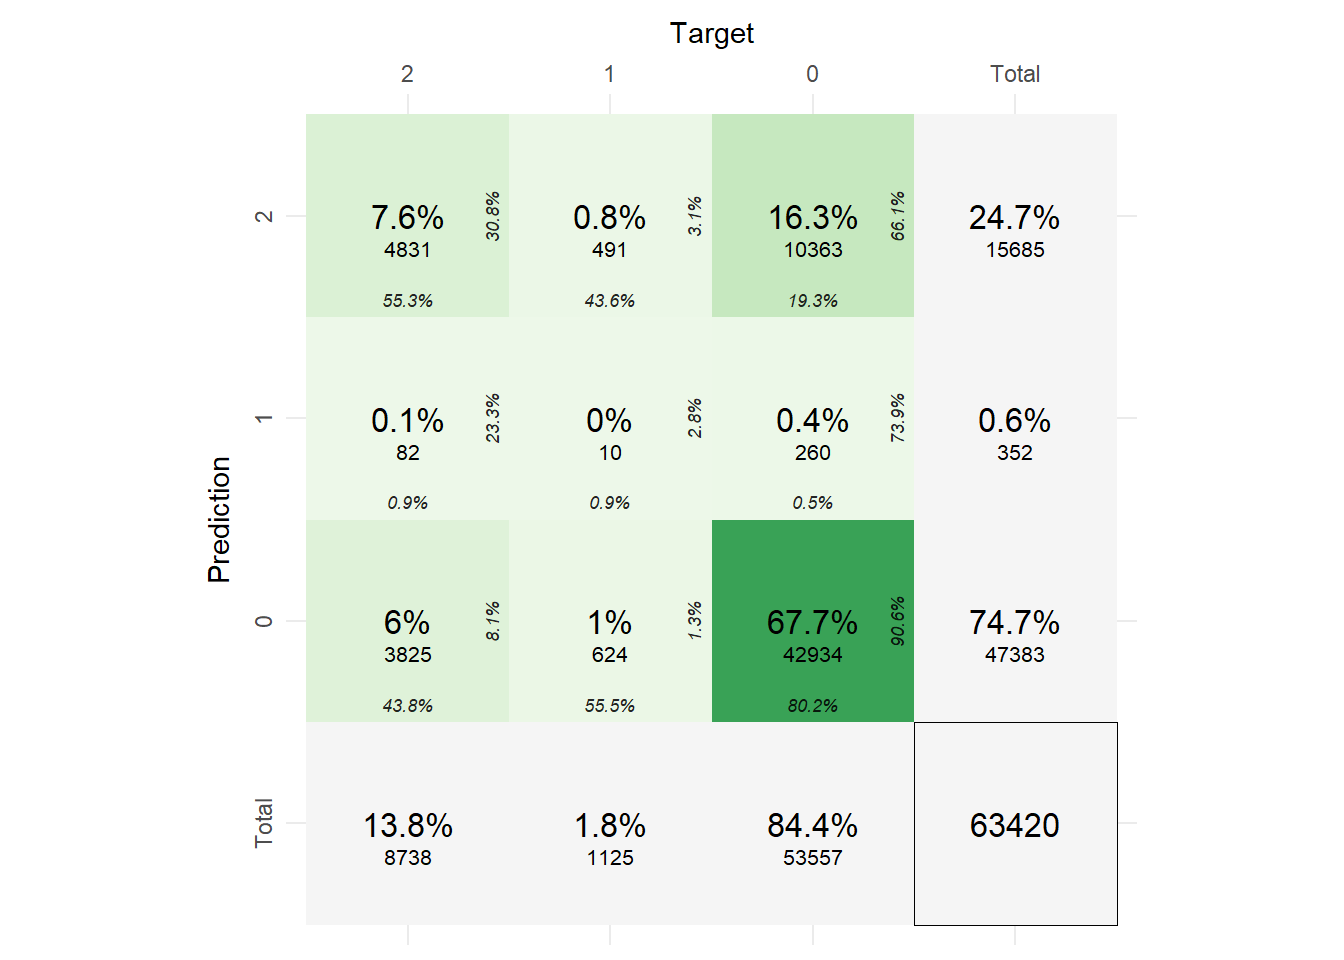 Target
2 1 0 Total
2
7.6% 30.8% 0.8% 3.1% 16.3% 66.1% 24.7%
4831 491 10363 15685
55.3% 43.6% 19.3%
1
0.1% 23.3% 0% 2.8% 0.4% 73.9% 0.6%
82 10 260 352
0.9% 0.9% 0.5%
Prediction
0
6% 8.1% 1% 1.3% 67.7% 90.6% 74.7%
3825 624 42934 47383
43.8% 55.5% 80.2%
Total
13.8% 1.8% 84.4% 63420
8738 1125 53557